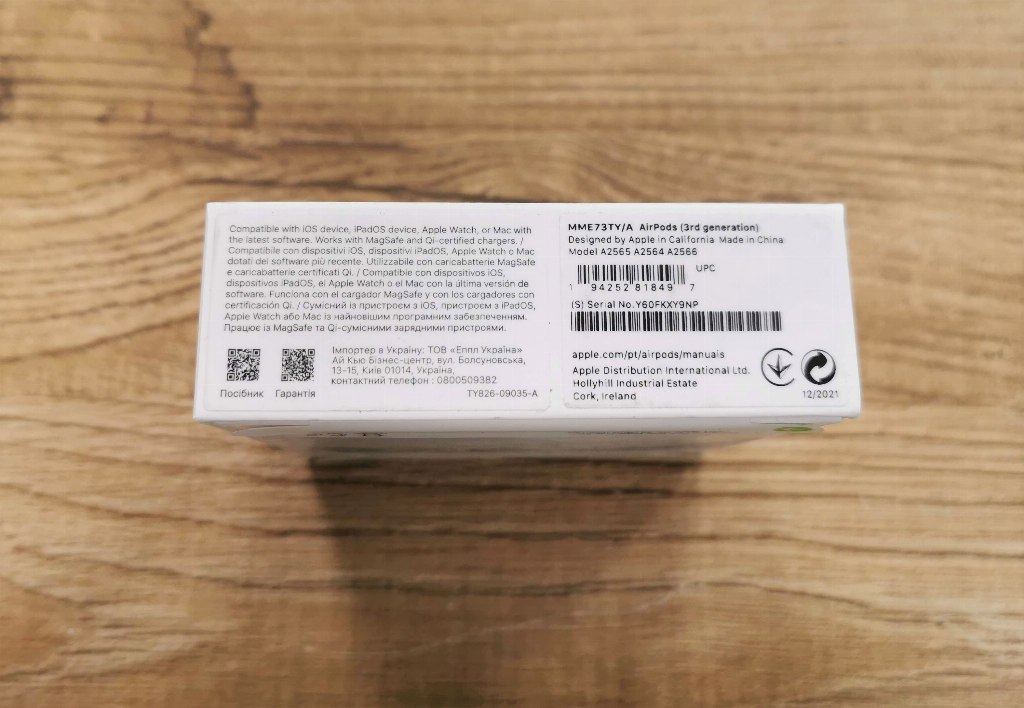 Compatible with iOS device, iPadOS device, Apple Watch, or Mac with
the latest software. Works with MagSafe and Qi-certified chargers. /
Compatibile con dispositivi iOS, dispositivi iPadOS, Apple Watch o Mac
dotati del software più recente. Utilizzabile con caricabatterie MagSafe
e caricabatterie certificati Qi. / Compatible con dispositivos iOS,
dispositivos iPadOS, el Apple Watch o el Mac con la última versión de
software. Funciona con el cargador MagSafe y con los cargadores con
certificación Qi. / Сумісний із пристроєм з iOS, пристроєм з iPadOS,
Apple Watch або Mac із найновішим програмним забезпеченням.
Працює із MagSafe та Qi-сумісними зарядними пристроями.
Посібник
Гарантія
Імпортер в Україну: ТОВ «Еппл Україна»
Ай Кью Бізнес-центр, вул. Болсуновська,
13-15, Київ 01014, Україна,
контактний телефон : 0800509382
TY826-09035-A
MME73TY/A AirPods (3rd generation)
Designed by Apple in California Made in China
Model A2565 A2564 A2566
UPC
1 94252 81849 7
(S) Serial No.Y60FKXY9NP
apple.com/pt/airpods/manuais
Apple Distribution International Ltd.
Hollyhill Industrial Estate
Cork, Ireland
12/2021